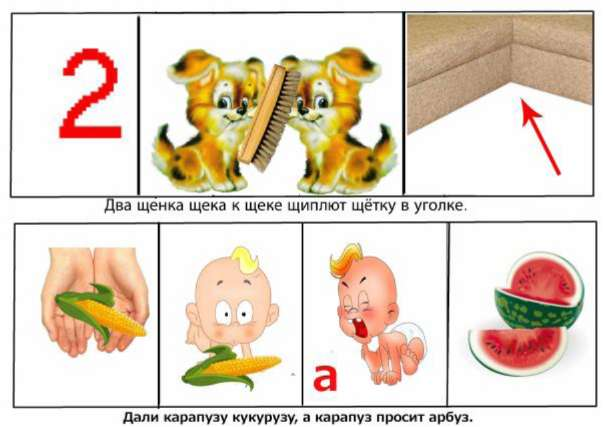 2
Два щенка щека к щеке щиплют щётку в уголке.
а
Дали карапузу кукурузу, а карапуз просит арбуз.